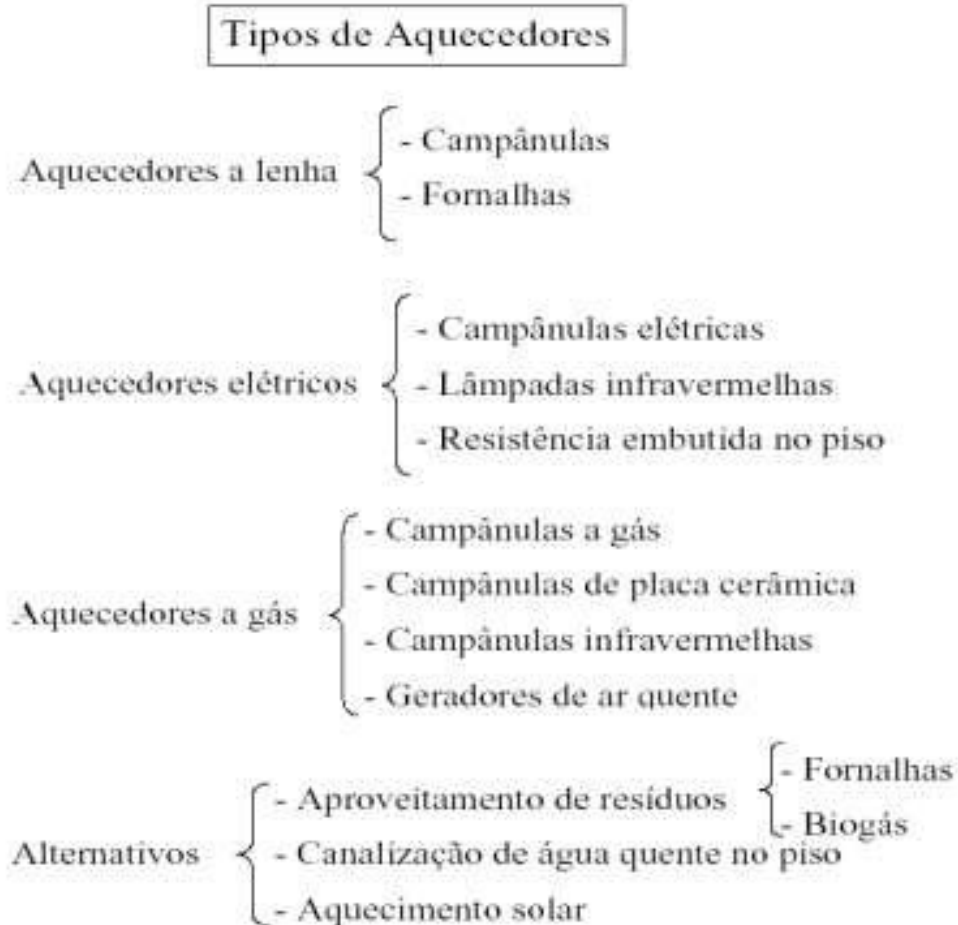 Tipos de Aquecedores
- Campânulas
Aquecedores a lenha
- Fornalhas
- Campânulas elétricas
Aquecedores elétricos
- Lâmpadas infravermelhas
- Resistência embutida no piso
- Campânulas a gás
- Campânulas de placa cerâmica
Aquecedores a gás
- Campânulas infravermelhas
- Geradores de ar quente
- Aproveitamento de resíduos
- Fornalhas
- Biogás
Alternativos
- Canalização de água quente no piso
- Aquecimento solar